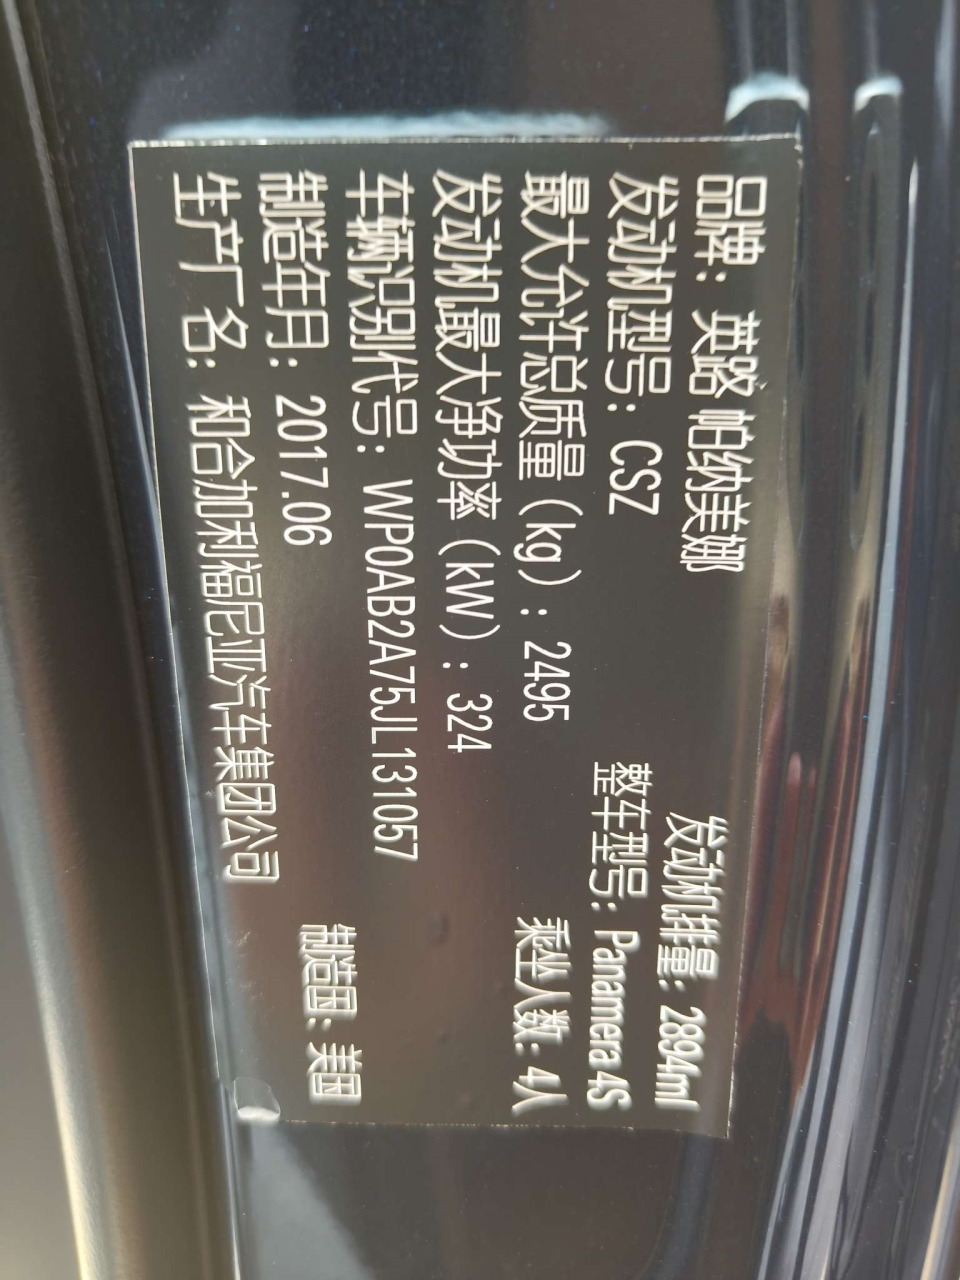 品牌：英路 帕纳美娜 发动机排量：2894ml
发动机型号：CSZ 整车型号：Panamera 4S
最大允许总质量（kg）：2495 乘坐人数：4人
发动机最大净功率（kW）：324
车辆识别代号：WP0AB2A75JL131057
制造年月：2017.06 制造国：美国
生产厂名：和合加利福尼亚汽车集团公司